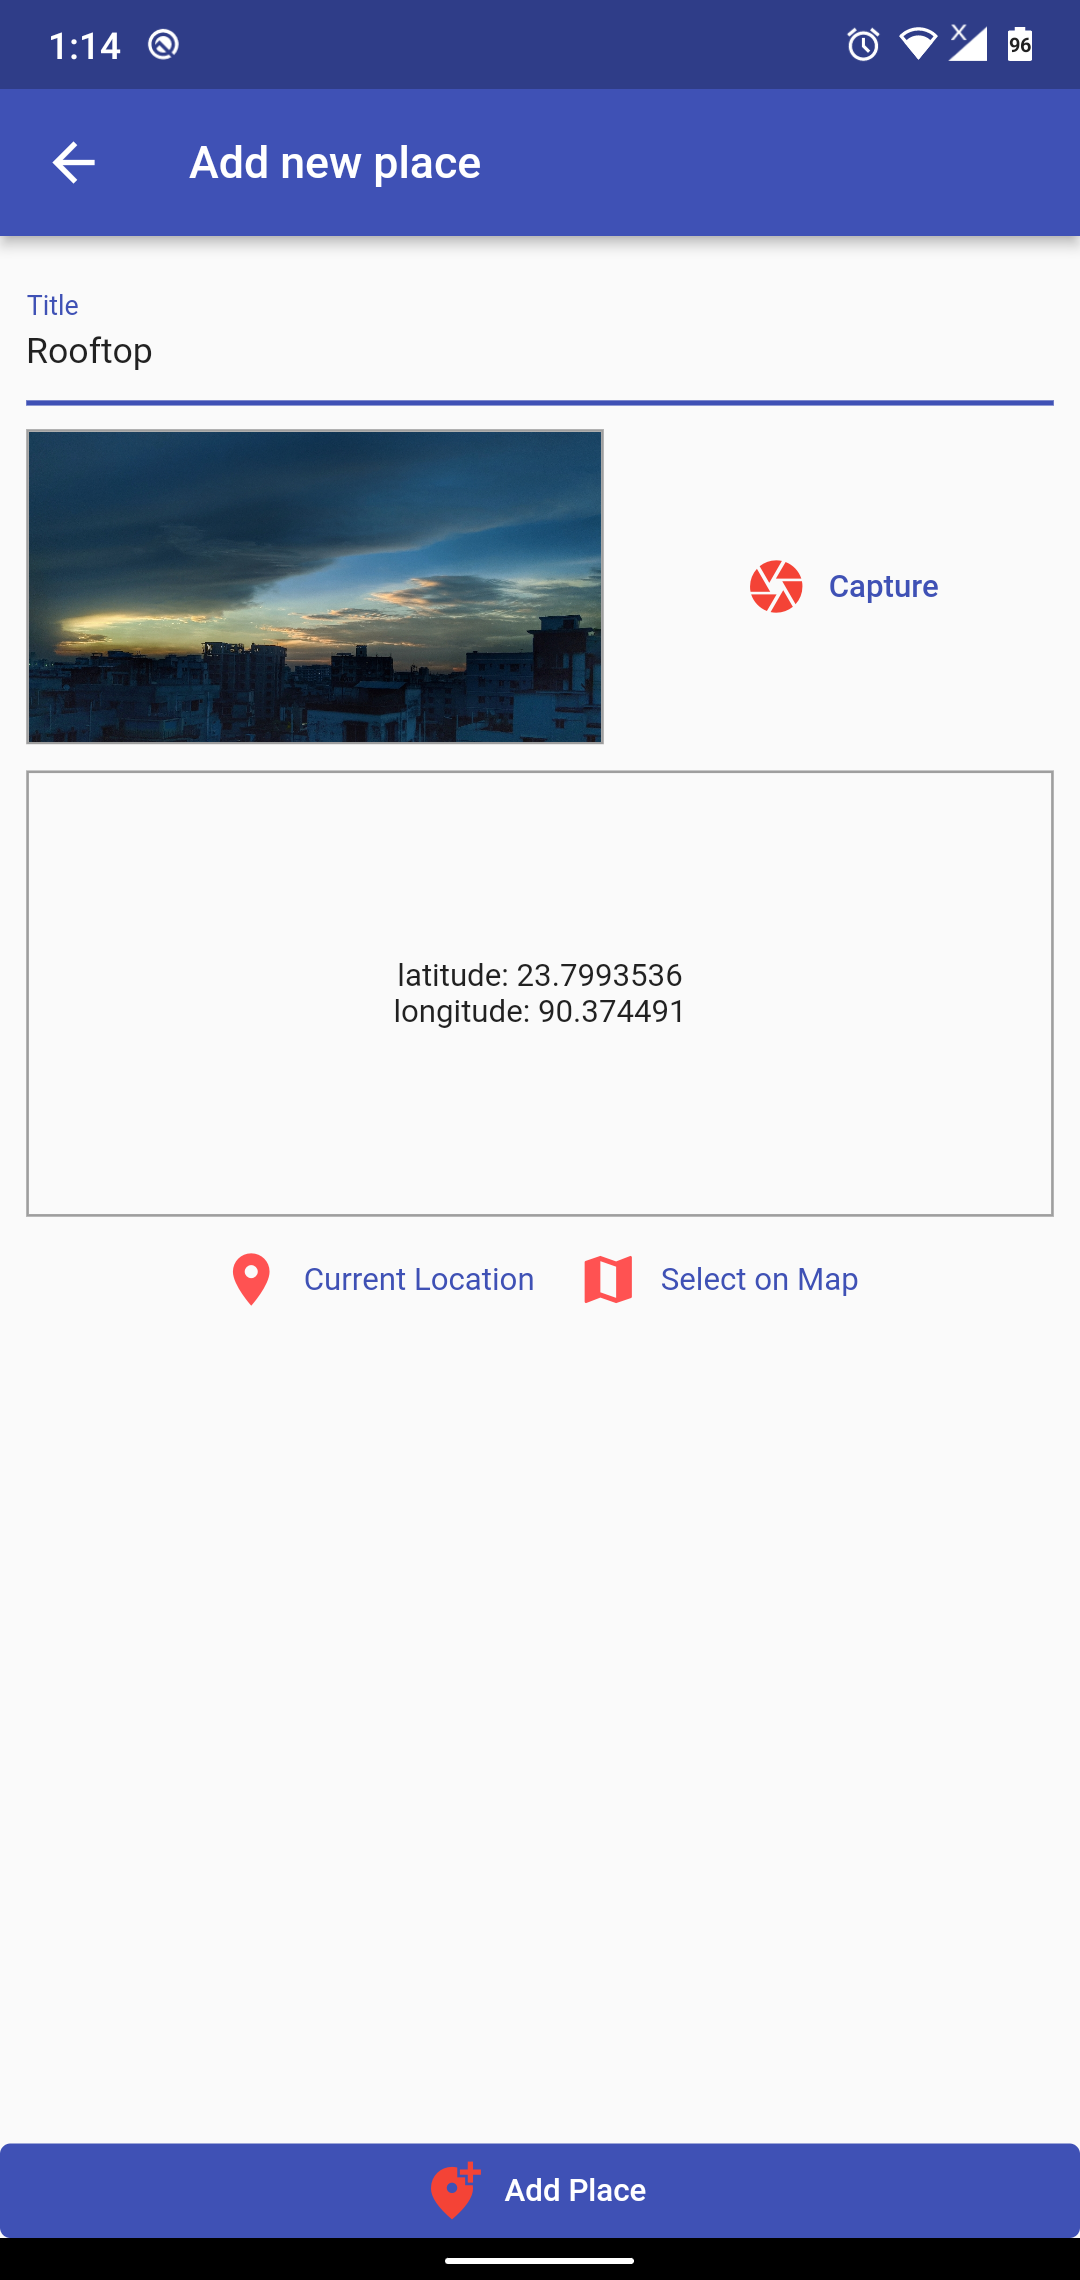 1:14
96
Add new place
Title
Rooftop
Capture
latitude: 23.7993536
longitude: 90.374491
Current Location
Select on Map
Add Place